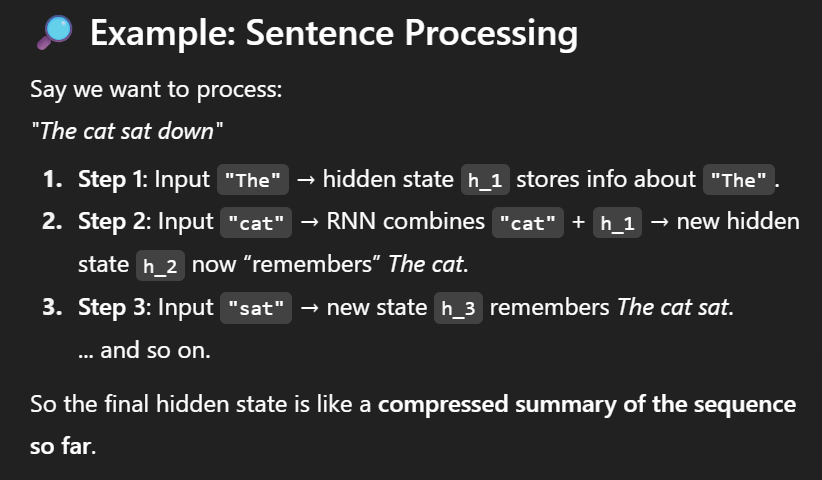 🔎 Example: Sentence Processing
Say we want to process:
"The cat sat down"
1. Step 1: Input "The" → hidden state h_1 stores info about "The".
2. Step 2: Input "cat" → RNN combines "cat" + h_1 → new hidden
state h_2 now “remembers” The cat.
3. Step 3: Input "sat" → new state h_3 remembers The cat sat.
... and so on.
So the final hidden state is like a compressed summary of the sequence
so far.